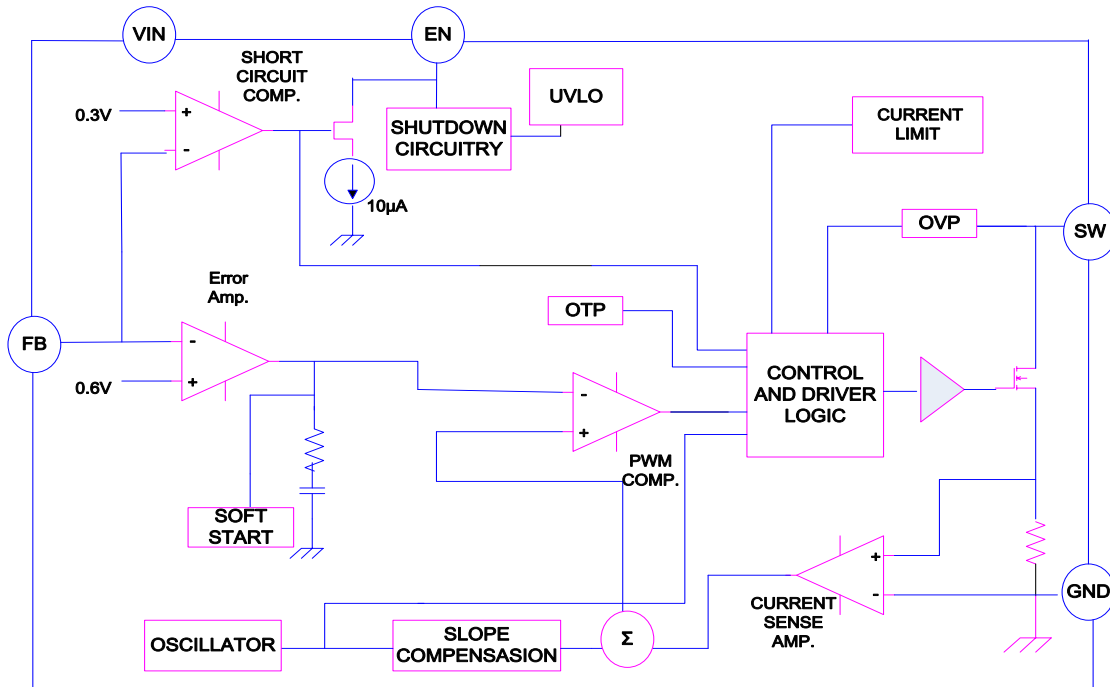 VIN
EN
SHORT
CIRCUIT
COMP.
UVLO
0.3V
+
-
SHUTDOWN
CIRCUITRY
CURRENT
LIMIT
10µA
OVP
SW
Error
Amp.
OTP
FB
-
+
0.6V
CONTROL
AND DRIVER
LOGIC
-
+
PWM
COMP.
SOFT
START
+
-
CURRENT
SENSE
AMP.
GND
OSCILLATOR
SLOPE
COMPENSASION
Σ